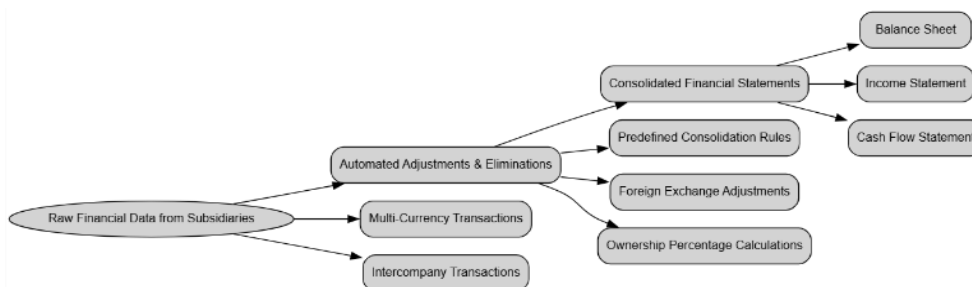 Balance Sheet
Consolidated Financial Statements
Income Statement
Predefined Consolidation Rules
Cash Flow Statement
Automated Adjustments & Eliminations
Foreign Exchange Adjustments
Raw Financial Data from Subsidiaries
Multi-Currency Transactions
Ownership Percentage Calculations
Intercompany Transactions